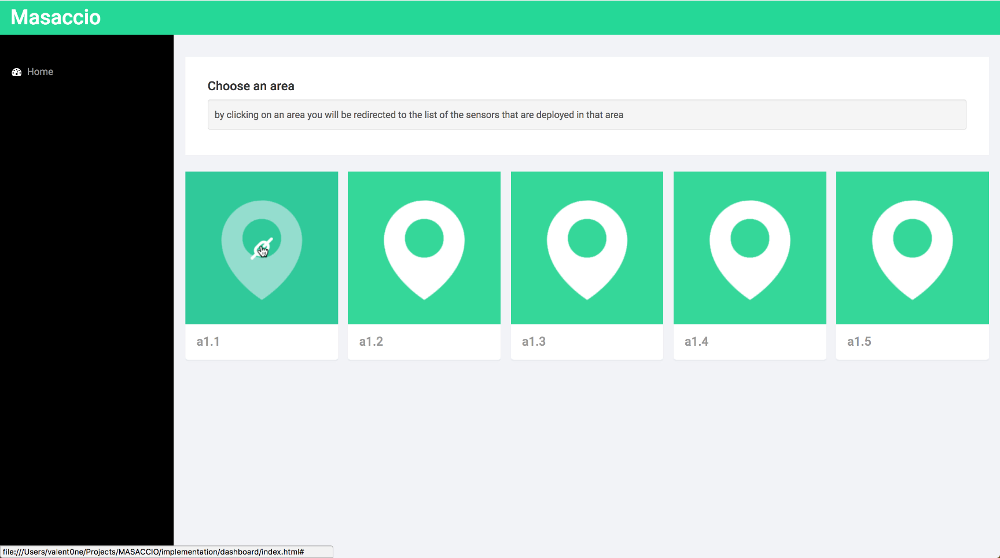 Masaccio
Home
Choose an area
by clicking on an area you will be redirected to the list of the sensors that are deployed in that area
a1.1
a1.2
a1.3
a1.4
a1.5
file:///Users/valent0ne/Projects/MASACCIO/implementation/dashboard/index.html#